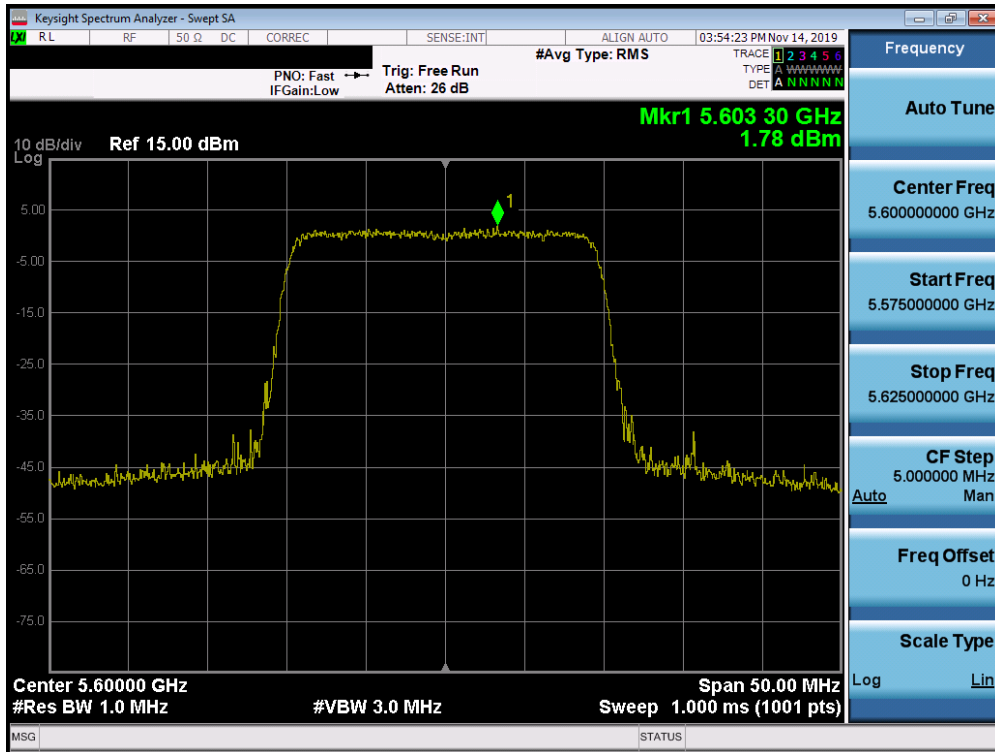 Keysight Spectrum Analyzer - Swept SA
LXI RL RF 50 Ω DC CORREC SENSE:INT ALIGN AUTO 03:54:23 PM Nov 14, 2019
#Avg Type: RMS TRACE 1 2 3 4 5 6
PNO: Fast Trig: Free Run TYPE A WWWWW
IFGain:Low Atten: 26 dB DET A N N N N N
Mkr1 5.603 30 GHz
1.78 dBm
10 dB/div Ref 15.00 dBm
Log
1
5.00
-5.00
-15.0
-25.0
-35.0
-45.0
-55.0
-65.0
-75.0
Center 5.60000 GHz Span 50.00 MHz
#Res BW 1.0 MHz #VBW 3.0 MHz Sweep 1.000 ms (1001 pts)
MSG STATUS
Frequency
Auto Tune
Center Freq
5.600000000 GHz
Start Freq
5.575000000 GHz
Stop Freq
5.625000000 GHz
CF Step
5.000000 MHz
Auto Man
Freq Offset
0 Hz
Scale Type
Log Lin